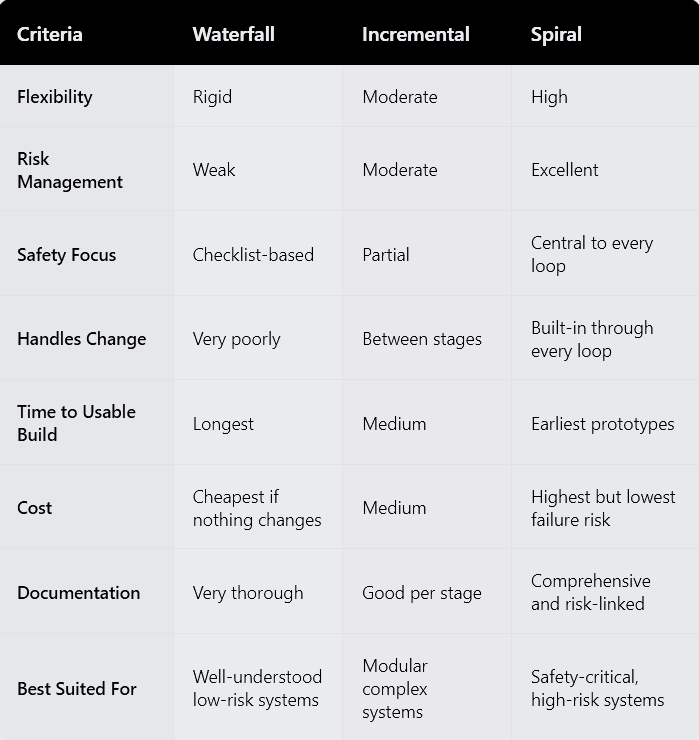 Criteria Waterfall Incremental Spiral
Flexibility Rigid Moderate High
Risk
Management Weak Moderate Excellent
Safety Focus Checklist-based Partial Central to every
loop
Handles Change Very poorly Between stages Built-in through
every loop
Time to Usable
Build Longest Medium Earliest prototypes
Cost Cheapest if
nothing changes Medium Highest but lowest
failure risk
Documentation Very thorough Good per stage Comprehensive
and risk-linked
Best Suited For Well-understood
low-risk systems Modular
complex
systems Safety-critical,
high-risk systems